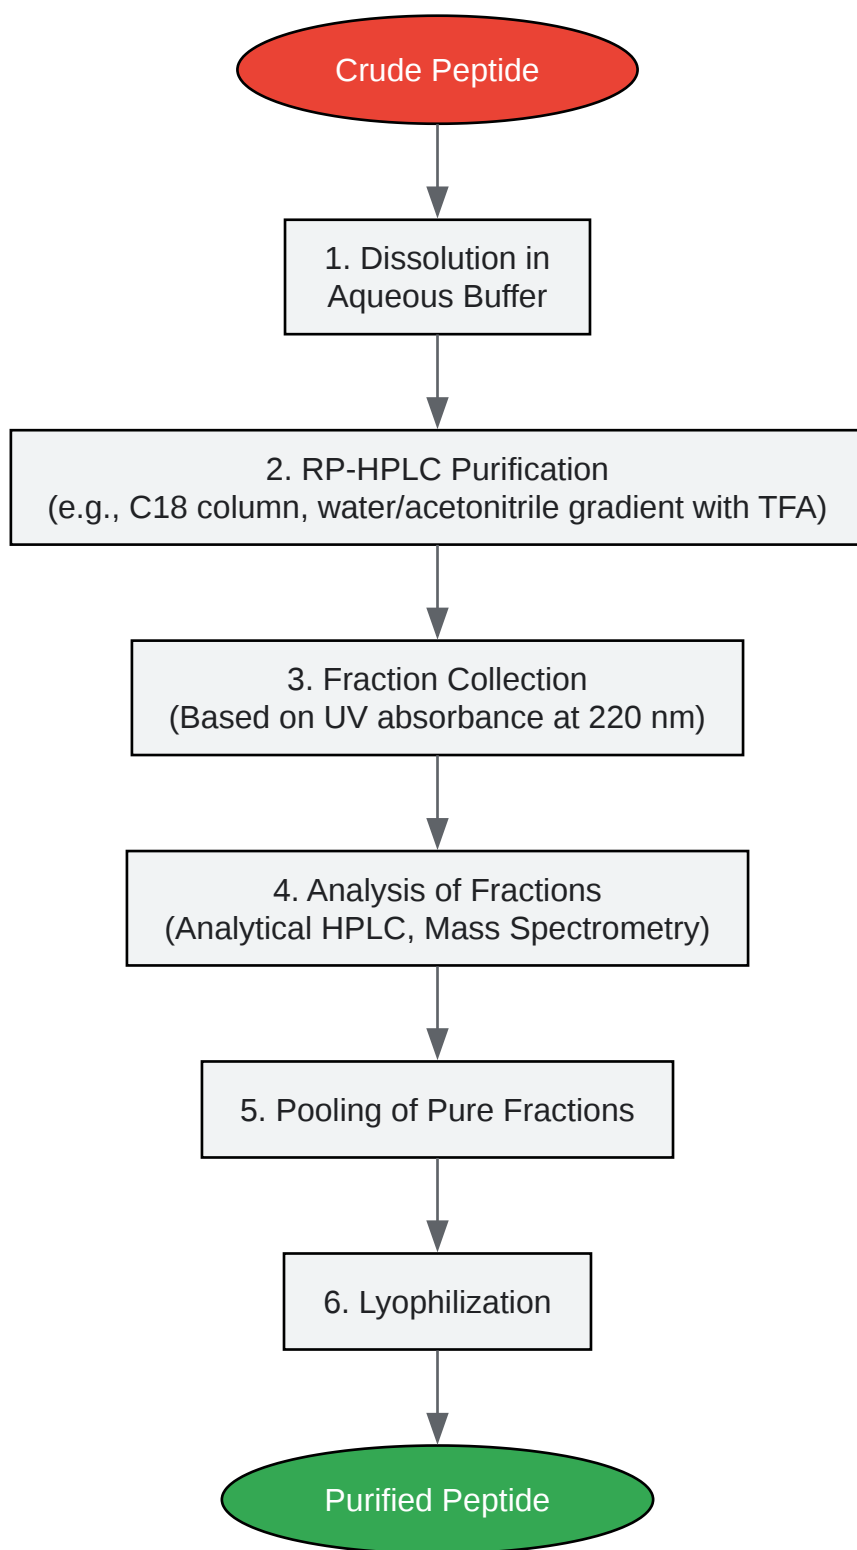 Crude Peptide
1. Dissolution in
Aqueous Buffer
2. RP-HPLC Purification
(e.g., C18 column, water/acetonitrile gradient with TFA)
3. Fraction Collection
(Based on UV absorbance at 220 nm)
4. Analysis of Fractions
(Analytical HPLC, Mass Spectrometry)
5. Pooling of Pure Fractions
6. Lyophilization
Purified Peptide